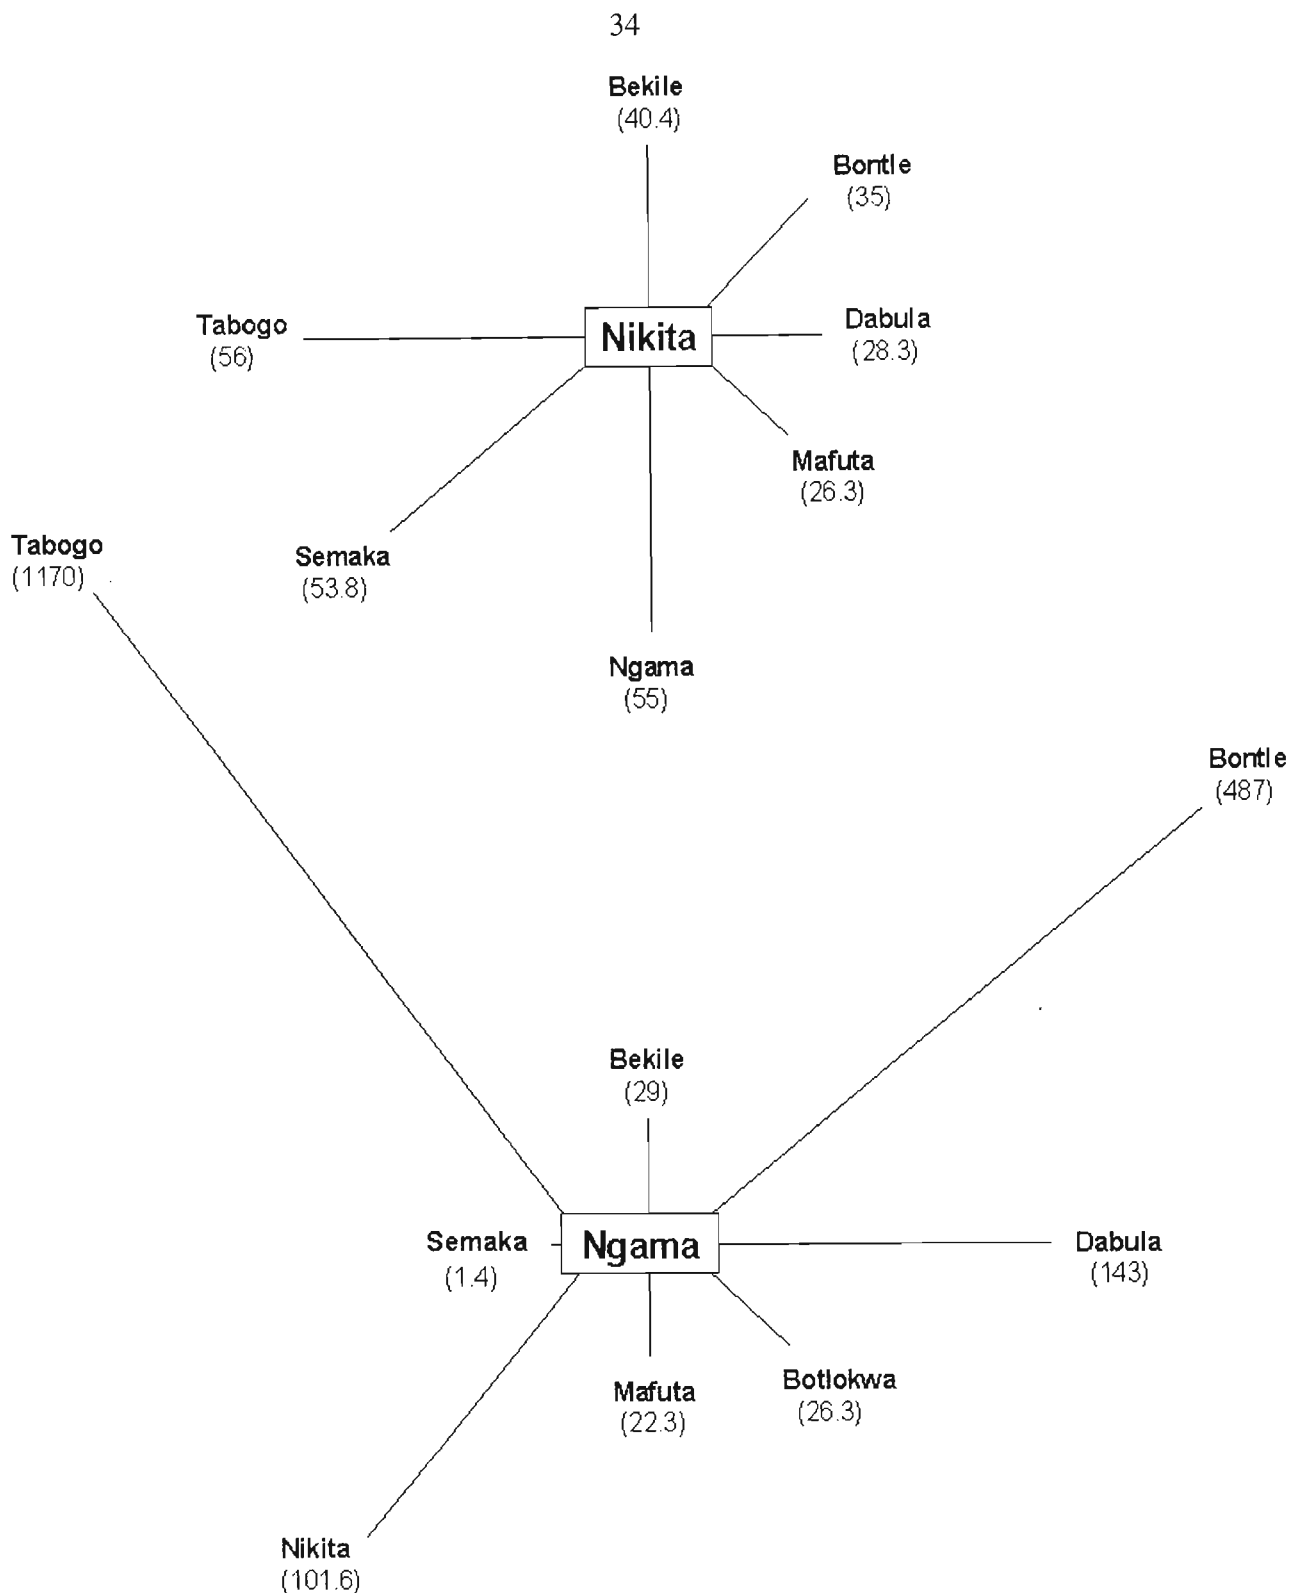 34
Bekile
(40.4)
Bontle
(35)
Tabogo
(56)
Nikita
Dabula
(28.3)
Mafuta
(26.3)
Semaka
(53.8)
Tabogo
(1170)
Ngama
(55)
Bontle
(487)
Bekile
(29)
Semaka
(1.4)
Ngama
Dabula
(143)
Mafuta
(22.3)
Botlokwa
(26.3)
Nikita
(101.6)